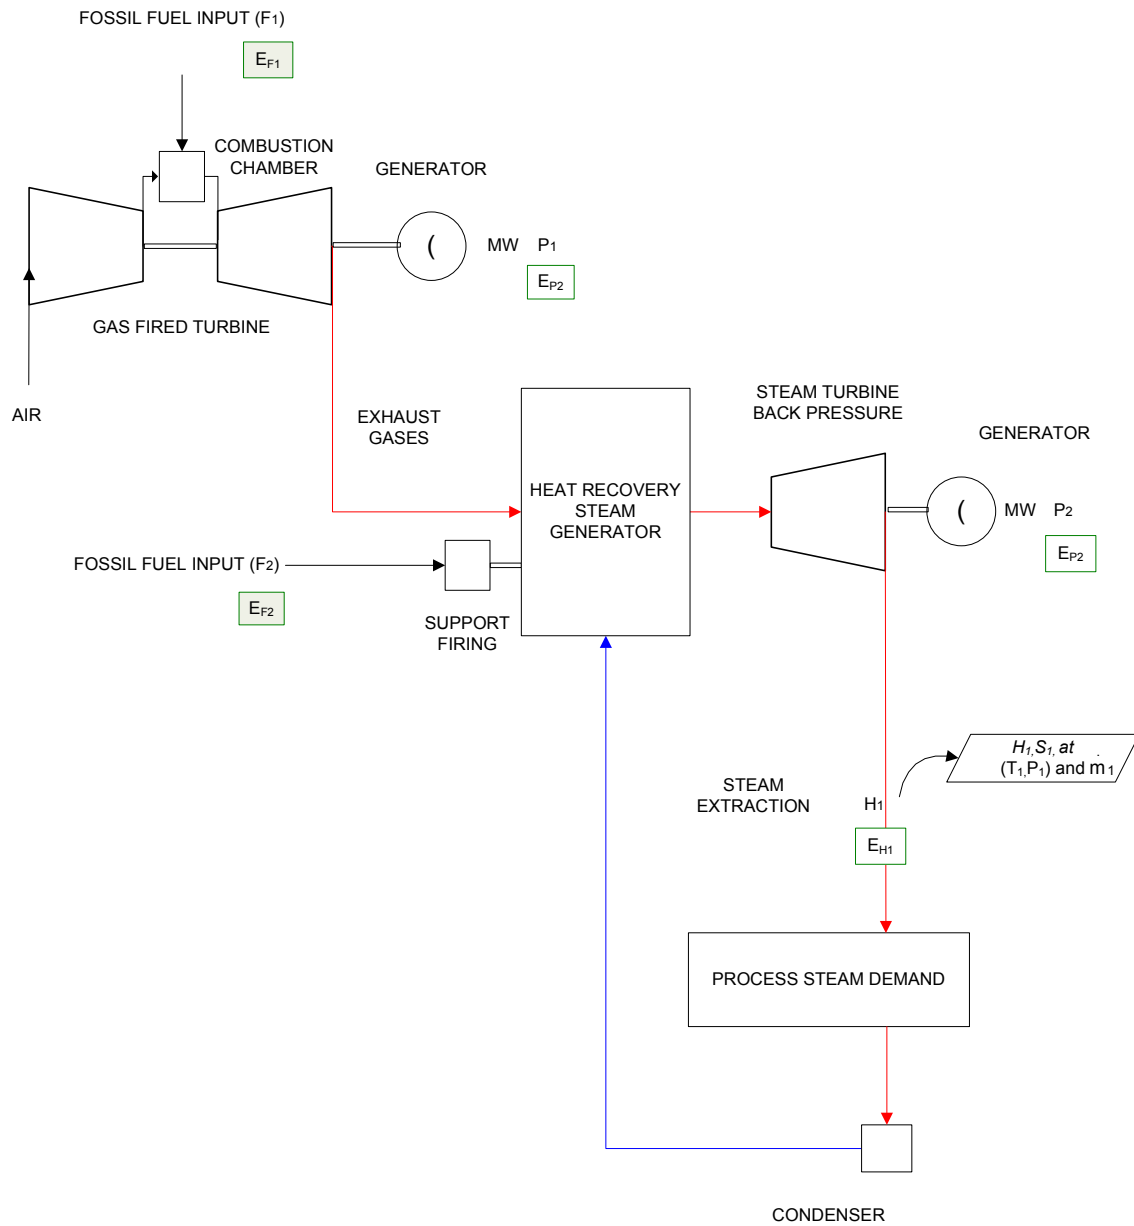 FOSSIL FUEL INPUT (F1)
EF1
COMBUSTION
CHAMBER
GENERATOR
(
MW P1
EP2
GAS FIRED TURBINE
AIR
EXHAUST
GASES
STEAM TURBINE
BACK PRESSURE
GENERATOR
HEAT RECOVERY
STEAM
GENERATOR
(
MW P2
EP2
FOSSIL FUEL INPUT (F2)
EF2
SUPPORT
FIRING
H1,S1, at
(T1,P1) and ṁ1
STEAM
EXTRACTION
H1
EH1
PROCESS STEAM DEMAND
CONDENSER